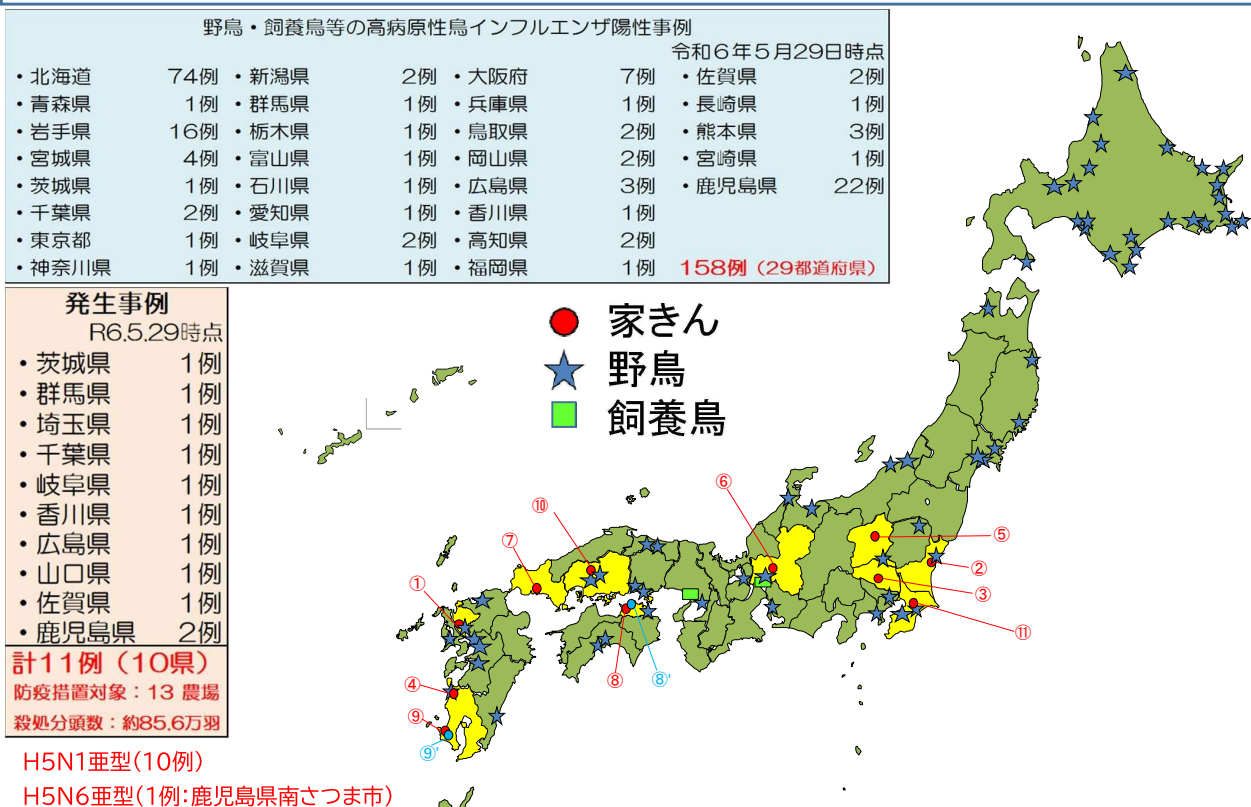 野鳥・飼養鳥等の高病原性鳥インフルエンザ陽性事例
令和6年5月29日時点
・北海道 74例 ・新潟県 2例 ・大阪府 7例 ・佐賀県 2例
・青森県 1例 ・群馬県 1例 ・兵庫県 1例 ・長崎県 1例
・岩手県 16例 ・栃木県 1例 ・鳥取県 2例 ・熊本県 3例
・宮城県 4例 ・富山県 1例 ・岡山県 2例 ・宮崎県 1例
・茨城県 1例 ・石川県 1例 ・広島県 3例 ・鹿児島県 22例
・千葉県 2例 ・愛知県 1例 ・香川県 1例
・東京都 1例 ・岐阜県 2例 ・高知県 2例
・神奈川県 1例 ・滋賀県 1例 ・福岡県 1例 158例（29都道府県）
発生事例
R6.5.29時点
・茨城県 1例
・群馬県 1例
・埼玉県 1例
・千葉県 1例
・岐阜県 1例
・香川県 1例
・広島県 1例
・山口県 1例
・佐賀県 1例
・鹿児島県 2例
計11例（10県）
防疫措置対象：13 農場
殺処分頭数：約85.6万羽
H5N1亜型(10例)
H5N6亜型(1例:鹿児島県南さつま市)
家きん
野鳥
飼養鳥
⑥
⑩
⑤
⑦
②
①
③
⑪
⑧
⑧'
④
⑨
⑨'